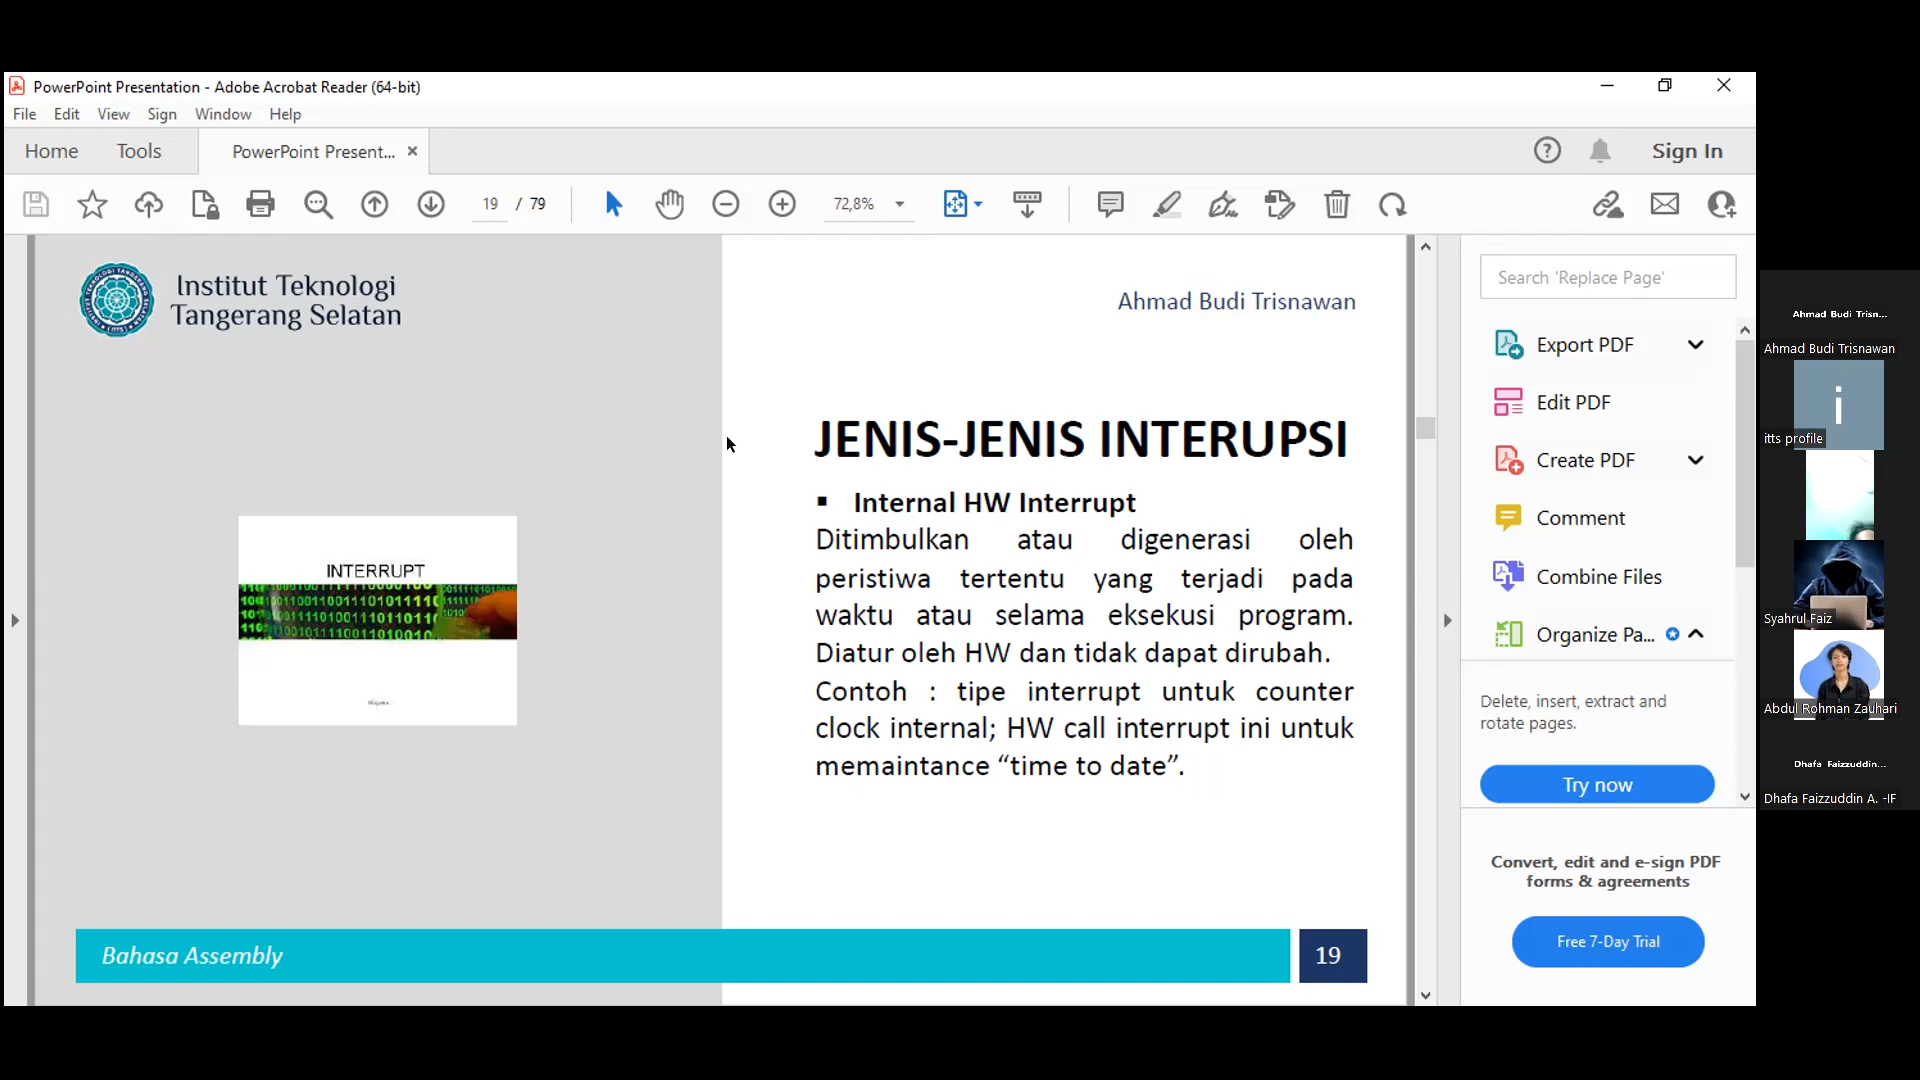 PowerPoint Presentation - Adobe Acrobat Reader (64-bit)
File Edit View Sign Window Help
Home Tools PowerPoint Present... Sign In
19 / 79 72,8%
Institut Teknologi
Tangerang Selatan
Ahmad Budi Trisnawan
JENIS-JENIS INTERUPSI
▪ Internal HW Interrupt
Ditimbulkan atau digenerasi oleh
peristiwa tertentu yang terjadi pada
waktu atau selama eksekusi program.
Diatur oleh HW dan tidak dapat dirubah.
Contoh : tipe interrupt untuk counter
clock internal; HW call interrupt ini untuk
memaintance “time to date”.
INTERRUPT
Bahasa Assembly
19
Search 'Replace Page'
Export PDF
Edit PDF
Create PDF
Comment
Combine Files
Organize Pa...
Delete, insert, extract and
rotate pages.
Try now
Convert, edit and e-sign PDF
forms & agreements
Free 7-Day Trial
Ahmad Budi Trisn...
Ahmad Budi Trisnawan
i
itts profile
Syahrul Faiz
Abdul Rohman Zauhari
Dhafa Faizzuddin...
Dhafa Faizzuddin A. -IF